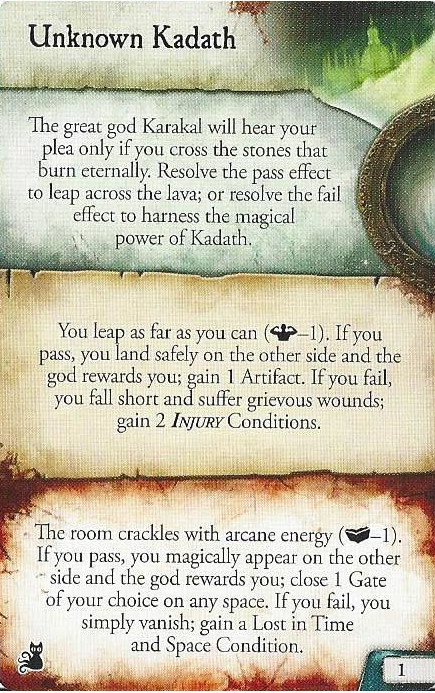 Unknown Kadath
The great god Karakal will hear your
plea only if you cross the stones that
burn eternally. Resolve the pass effect
to leap across the lava; or resolve the fail
effect to harness the magical
power of Kadath.
You leap as far as you can (–1). If you
pass, you land safely on the other side and the
god rewards you; gain 1 Artifact. If you fail,
you fall short and suffer grievous wounds;
gain 2 INJURY Conditions.
The room crackles with arcane energy (–1).
If you pass, you magically appear on the other
side and the god rewards you; close 1 Gate
of your choice on any space. If you fail, you
simply vanish; gain a Lost in Time
and Space Condition.
1